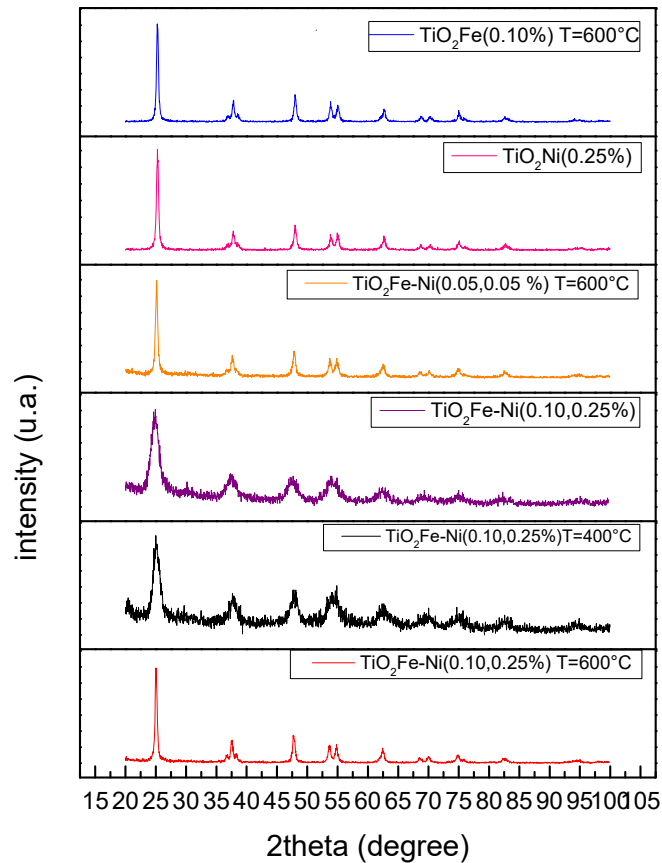 TiO₂Fe(0.10%) T=600°C
TiO₂Ni(0.25%)
TiO₂Fe-Ni(0.05,0.05 %) T=600°C
TiO₂Fe-Ni(0.10,0.25%)
TiO₂Fe-Ni(0.10,0.25%)T=400°C
TiO₂Fe-Ni(0.10,0.25%) T=600°C
intensity (u.a.)
15 20 25 30 35 40 45 50 55 60 65 70 75 80 85 90 95 100 105
2theta (degree)